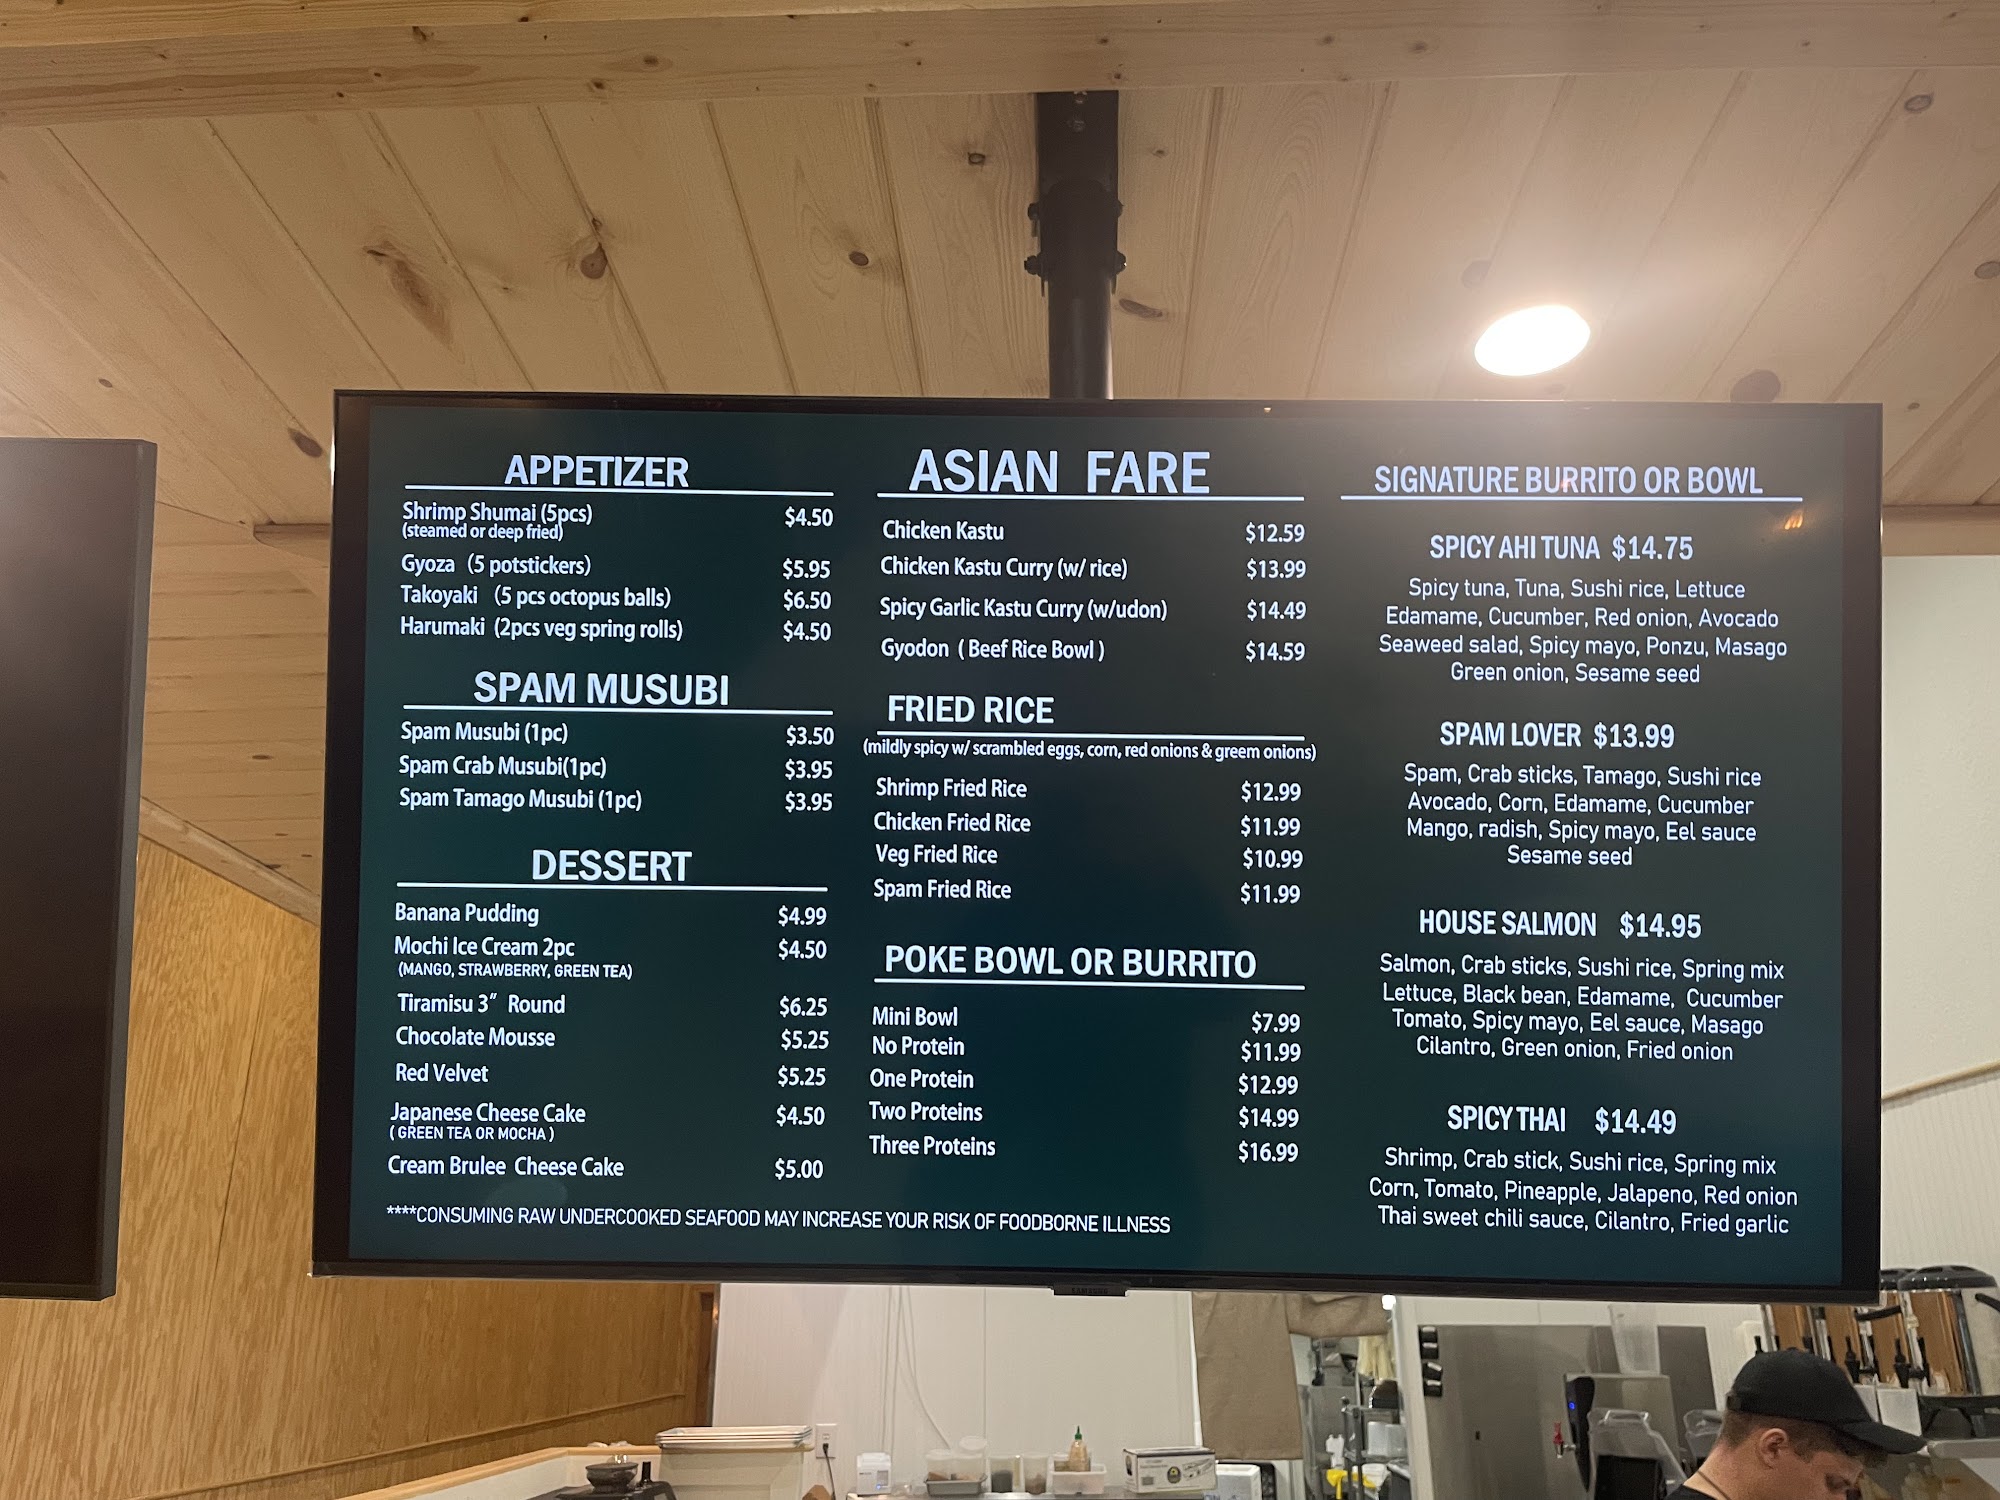 APPETIZER
Shrimp Shumai (5pcs) $4.50
(steamed or deep fried)
Gyoza (5 potstickers) $5.95
Takoyaki (5 pcs octopus balls) $6.50
Harumaki (2pcs veg spring rolls) $4.50
SPAM MUSUBI
Spam Musubi (1pc) $3.50
Spam Crab Musubi(1pc) $3.95
Spam Tamago Musubi (1pc) $3.95
DESSERT
Banana Pudding $4.99
Mochi Ice Cream 2pc $4.50
(MANGO, STRAWBERRY, GREEN TEA)
Tiramisu 3" Round $6.25
Chocolate Mousse $5.25
Red Velvet $5.25
Japanese Cheese Cake $4.50
( GREEN TEA OR MOCHA )
Cream Brulee Cheese Cake $5.00
****CONSUMING RAW UNDERCOOKED SEAFOOD MAY INCREASE YOUR RISK OF FOODBORNE ILLNESS
ASIAN FARE
Chicken Kastu $12.59
Chicken Kastu Curry (w/ rice) $13.99
Spicy Garlic Kastu Curry (w/udon) $14.49
Gyodon ( Beef Rice Bowl ) $14.59
FRIED RICE
(mildly spicy w/ scrambled eggs, corn, red onions & greem onions)
Shrimp Fried Rice $12.99
Chicken Fried Rice $11.99
Veg Fried Rice $10.99
Spam Fried Rice $11.99
POKE BOWL OR BURRITO
Mini Bowl $7.99
No Protein $11.99
One Protein $12.99
Two Proteins $14.99
Three Proteins $16.99
SIGNATURE BURRITO OR BOWL
SPICY AHI TUNA $14.75
Spicy tuna, Tuna, Sushi rice, Lettuce
Edamame, Cucumber, Red onion, Avocado
Seaweed salad, Spicy mayo, Ponzu, Masago
Green onion, Sesame seed
SPAM LOVER $13.99
Spam, Crab sticks, Tamago, Sushi rice
Avocado, Corn, Edamame, Cucumber
Mango, radish, Spicy mayo, Eel sauce
Sesame seed
HOUSE SALMON $14.95
Salmon, Crab sticks, Sushi rice, Spring mix
Lettuce, Black bean, Edamame, Cucumber
Tomato, Spicy mayo, Eel sauce, Masago
Cilantro, Green onion, Fried onion
SPICY THAI $14.49
Shrimp, Crab stick, Sushi rice, Spring mix
Corn, Tomato, Pineapple, Jalapeno, Red onion
Thai sweet chili sauce, Cilantro, Fried garlic
SAMSUNG